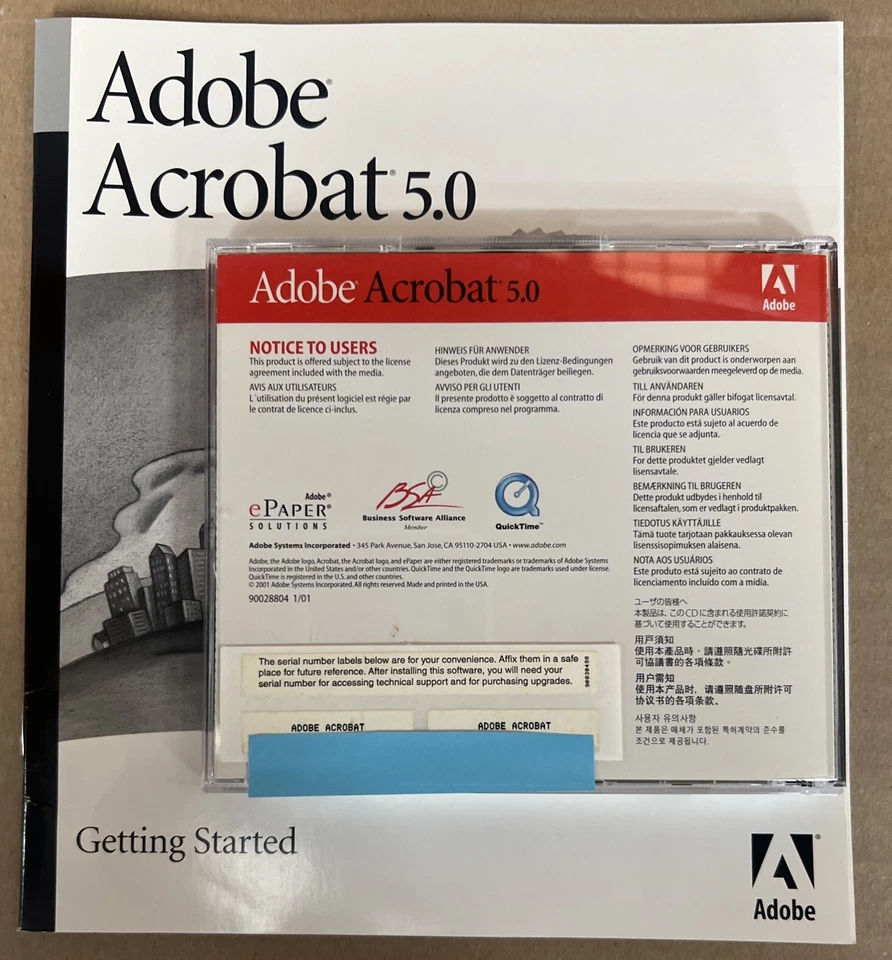 Adobe®
Acrobat® 5.0
Adobe® Acrobat® 5.0
Adobe
NOTICE TO USERS
This product is offered subject to the license
agreement included with the media.
AVIS AUX UTILISATEURS
L'utilisation du présent logiciel est régie par
le contrat de licence ci-inclus.
HINWEIS FÜR ANWENDER
Dieses Produkt wird zu den Lizenz-Bedingungen
angeboten, die dem Datenträger beiliegen.
AVVISO PER GLI UTENTI
Il presente prodotto è soggetto al contratto di
licenza compreso nel programma.
OPMERKING VOOR GEBRUIKERS
Gebruik van dit product is onderworpen aan
gebruiksvoorwaarden meegeleverd op de media.
TILL ANVÄNDAREN
För denna produkt gäller bifogat licensavtal.
INFORMACIÓN PARA USUARIOS
Este producto está sujeto al acuerdo de
licencia que se adjunta.
TIL BRUKEREN
For dette produktet gjelder vedlagt
lisensavtale.
BEMÆRKNING TIL BRUGEREN
Dette produkt udbydes i henhold til
licensaftalen, som er vedlagt i produktpakken.
TIEDOTUS KÄYTTÄJILLE
Tämä tuote tarjotaan pakkauksessa olevan
lisenssisopimuksen alaisena.
NOTA AOS USUÁRIOS
Este produto está sujeito ao contrato de
licenciamento incluído com a mídia.
ユーザの皆様へ
本製品は、このCDに含まれる使用許諾契約に
基づいて使用することができます。
用戶須知
使用本產品時，請遵照隨光碟所附許
可協議書的各項條款。
用户需知
使用本产品时，请遵照随盘所附许可
协议书的各项条款。
사용자 유의사항
본 제품은 매체가 포함된 특허계약의 준수를
조건으로 제공됩니다.
Adobe®
ePAPER®
SOLUTIONS
BSA©
Business Software Alliance
Member
QuickTime™
Adobe Systems Incorporated • 345 Park Avenue, San Jose, CA 95110-2704 USA • www.adobe.com
Adobe, the Adobe logo, Acrobat, the Acrobat logo, and ePaper are either registered trademarks or trademarks of Adobe Systems
Incorporated in the United States and/or other countries. QuickTime and the QuickTime logo are trademarks used under license.
QuickTime is registered in the U.S. and other countries.
© 2001 Adobe Systems Incorporated. All rights reserved. Made and printed in the USA.
90028804 1/01
The serial number labels below are for your convenience. Affix them in a safe
place for future reference. After installing this software, you will need your
serial number for accessing technical support and for purchasing upgrades.
ADOBE ACROBAT
ADOBE ACROBAT
Getting Started
Adobe®